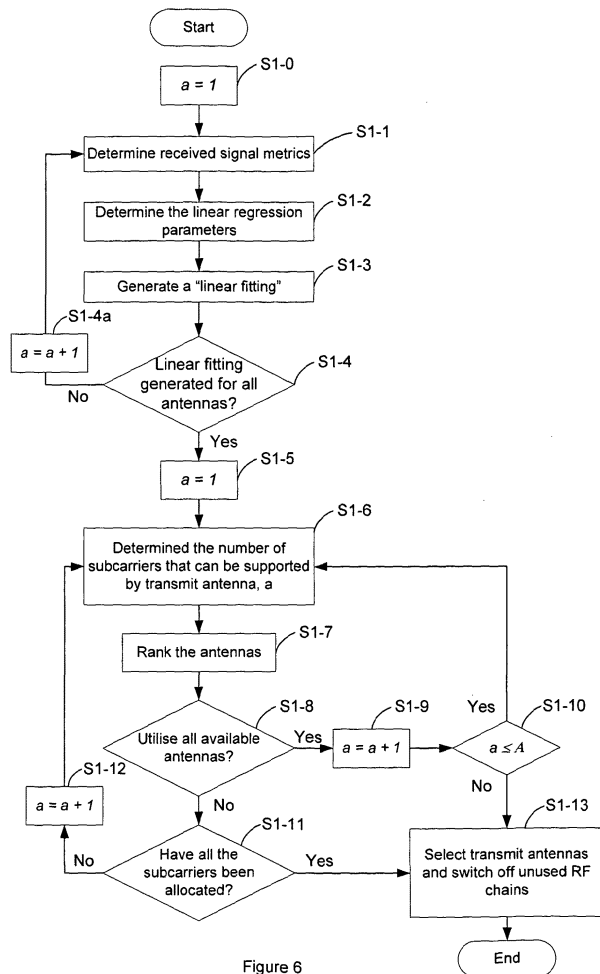 Start
S1-0
a = 1
S1-1
Determine received signal metrics
S1-2
Determine the linear regression
parameters
S1-3
Generate a "linear fitting"
S1-4a
a = a + 1
S1-4
Linear fitting
generated for all
antennas?
No
Yes
S1-5
a = 1
S1-6
Determined the number of
subcarriers that can be supported
by transmit antenna, a
S1-7
Rank the antennas
S1-8
Utilise all available
antennas?
Yes
S1-9
a = a + 1
S1-10
a ≤ A
Yes
No
S1-12
a = a + 1
No
S1-11
Have all the
subcarriers been
allocated?
No
Yes
S1-13
Select transmit antennas
and switch off unused RF
chains
End
Figure 6